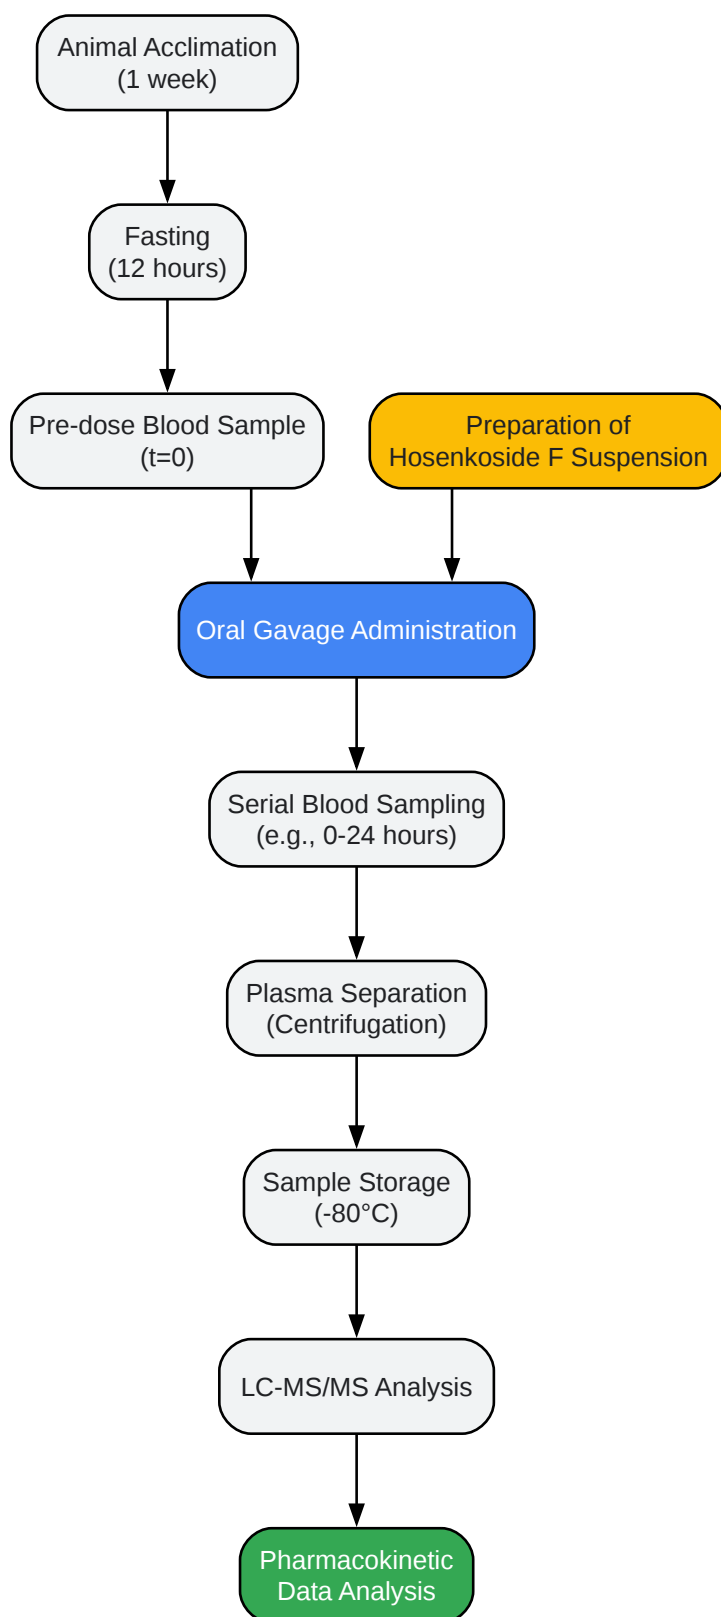 Animal Acclimation
(1 week)
Fasting
(12 hours)
Pre-dose Blood Sample
(t=0)
Preparation of
Hosenkoside F Suspension
Oral Gavage Administration
Serial Blood Sampling
(e.g., 0-24 hours)
Plasma Separation
(Centrifugation)
Sample Storage
(-80°C)
LC-MS/MS Analysis
Pharmacokinetic
Data Analysis